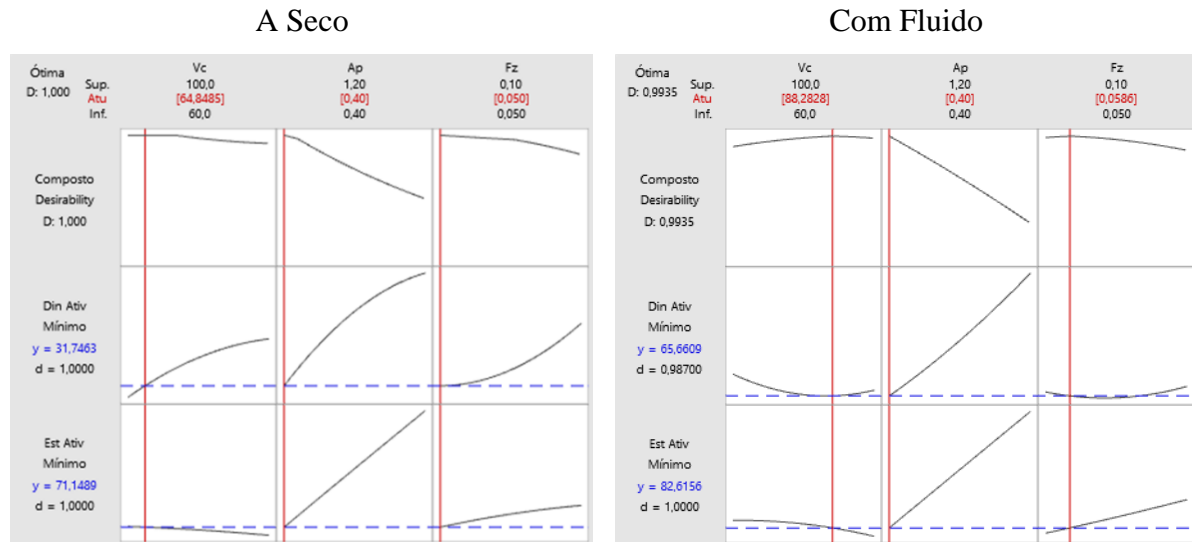 A Seco
Ótima
D: 1,000
Sup.
Atu
Inf.
Vc
100,0
[64,8485]
60,0
Ap
1,20
[0,40]
0,40
Fz
0,10
[0,050]
0,050
Composto
Desirability
D: 1,000
Din Ativ
Mínimo
y = 31,7463
d = 1,0000
Est Ativ
Mínimo
y = 71,1489
d = 1,0000
Com Fluido
Ótima
D: 0,9935
Sup.
Atu
Inf.
Vc
100,0
[88,2828]
60,0
Ap
1,20
[0,40]
0,40
Fz
0,10
[0,0586]
0,050
Composto
Desirability
D: 0,9935
Din Ativ
Mínimo
y = 65,6609
d = 0,98700
Est Ativ
Mínimo
y = 82,6156
d = 1,0000